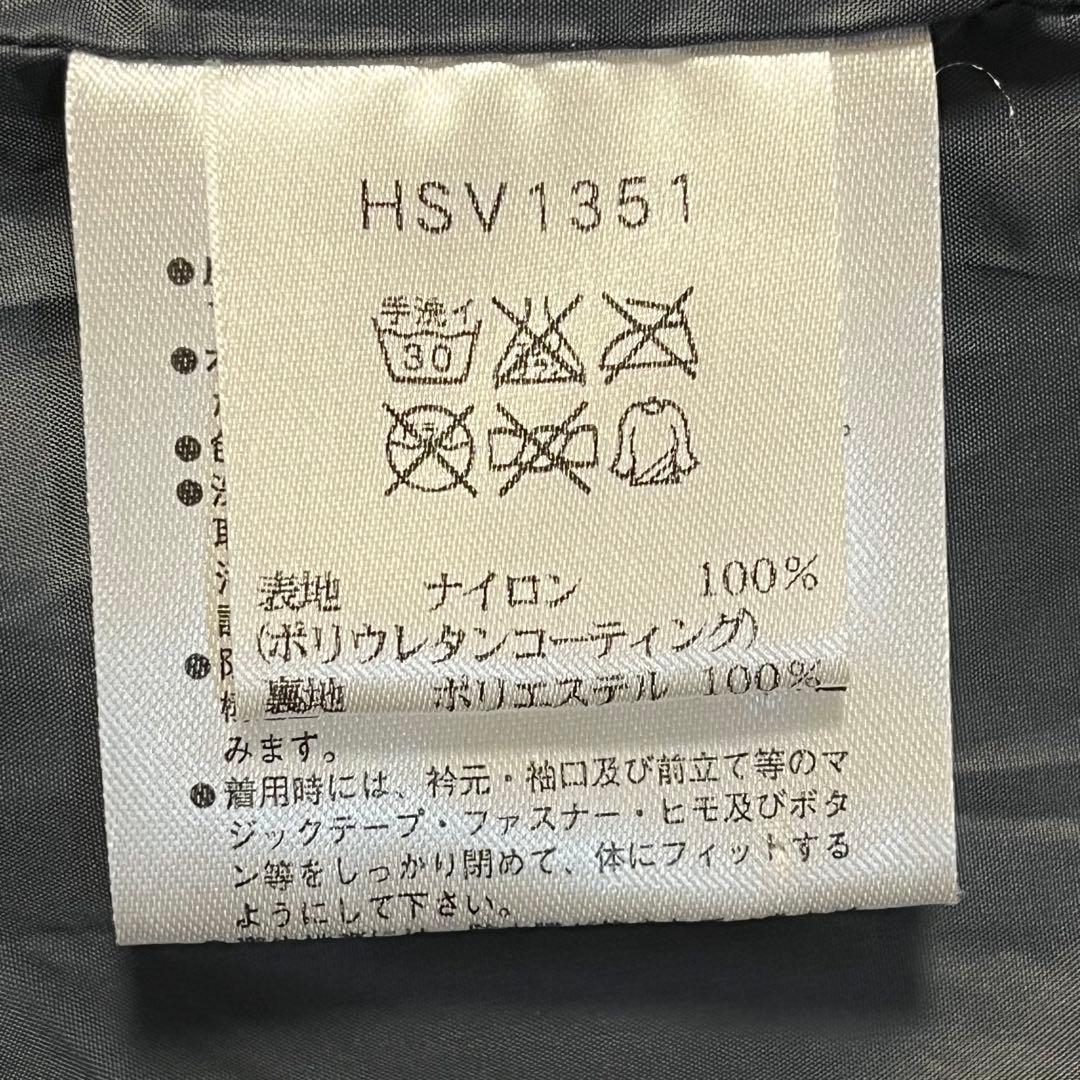 HSV1351
手洗イ
30
表地 ナイロン 100%
(ポリウレタンコーティング)
裏地 ポリエステル 100%
みます。
●着用時には、衿元・袖口及び前立て等のマ
ジックテープ・ファスナー・ヒモ及びボタ
ン等をしっかり閉めて、体にフィットする
ようにして下さい。